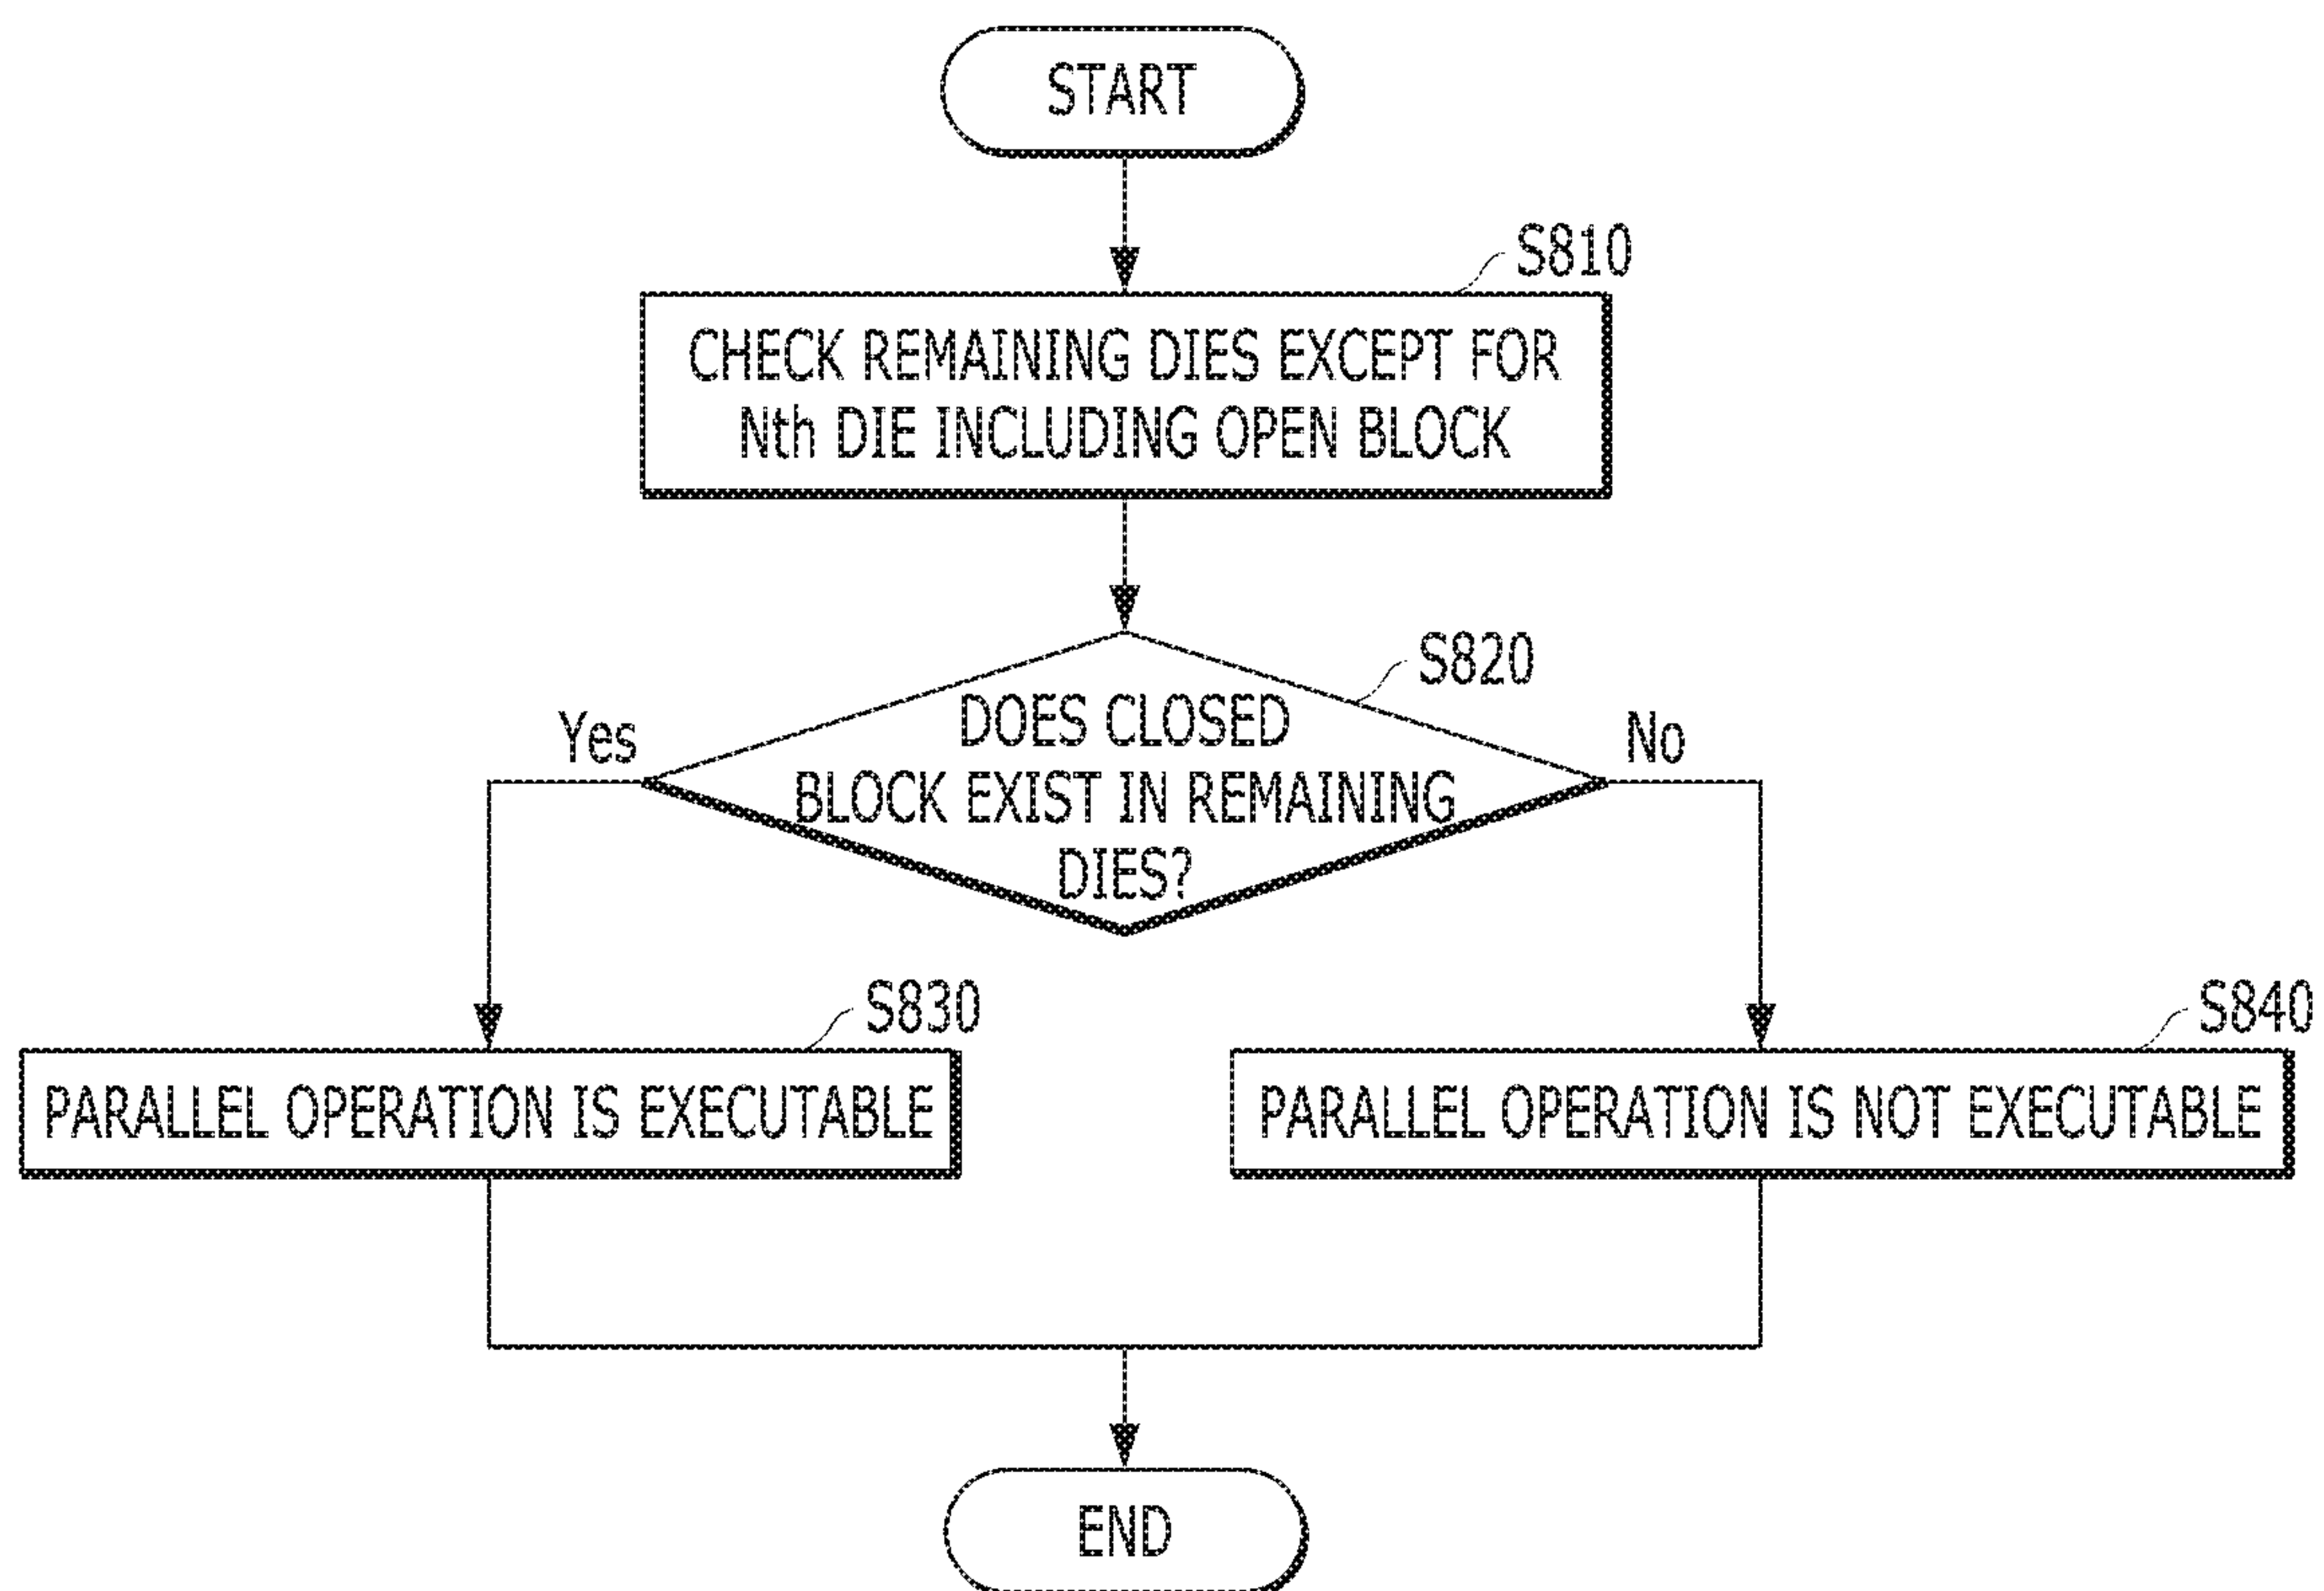 START
S810
CHECK REMAINING DIES EXCEPT FOR
Nth DIE INCLUDING OPEN BLOCK
S820
DOES CLOSED
BLOCK EXIST IN REMAINING
DIES?
Yes
No
S830
PARALLEL OPERATION IS EXECUTABLE
S840
PARALLEL OPERATION IS NOT EXECUTABLE
END